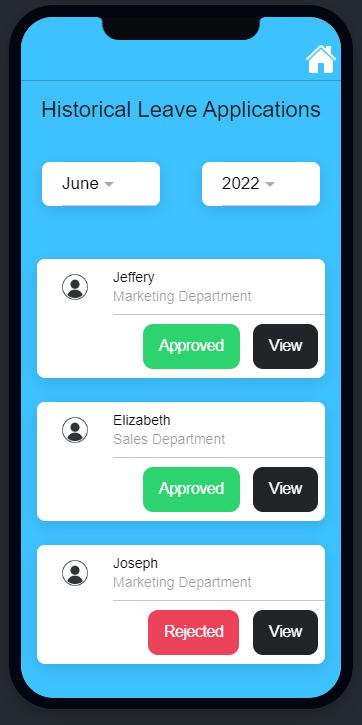 Historical Leave Applications
June 2022
Jeffery
Marketing Department
Approved View
Elizabeth
Sales Department
Approved View
Joseph
Marketing Department
Rejected View